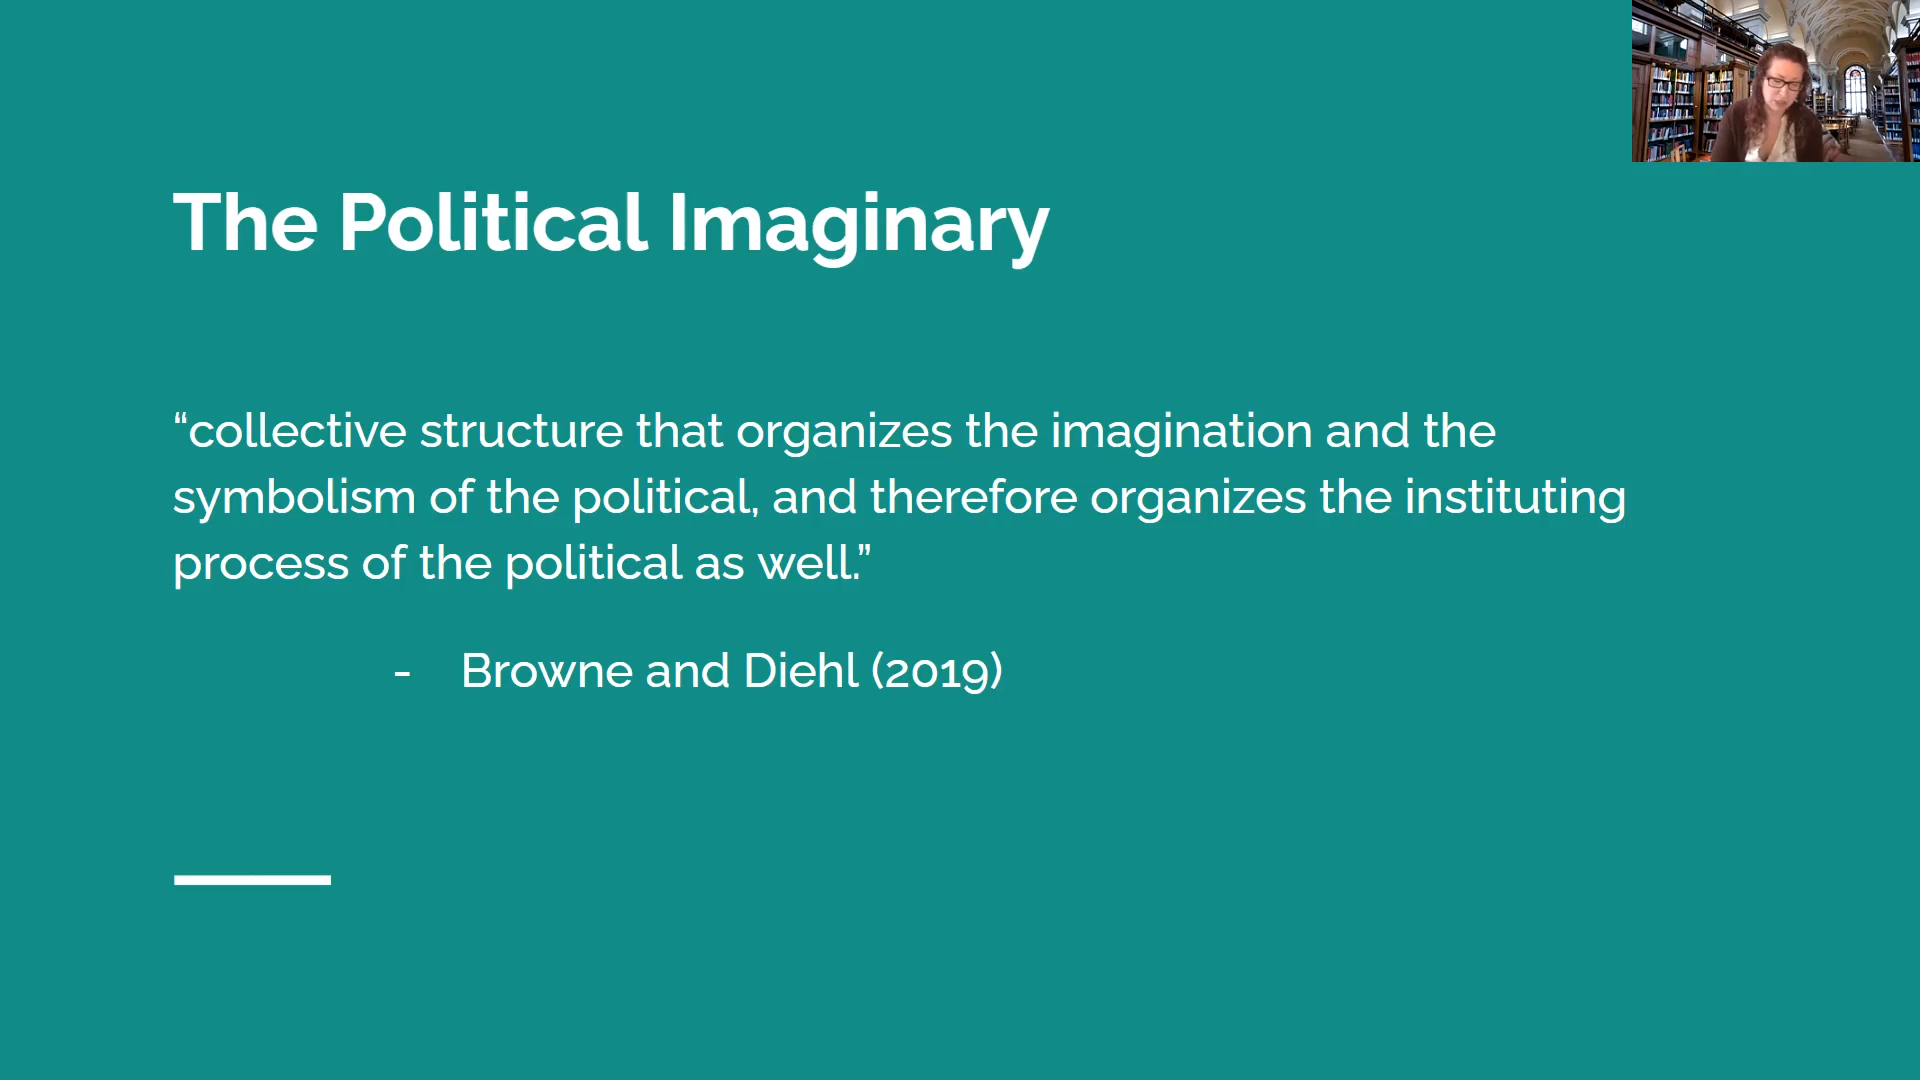 The Political Imaginary
“collective structure that organizes the imagination and the
symbolism of the political, and therefore organizes the instituting
process of the political as well.”
- Browne and Diehl (2019)